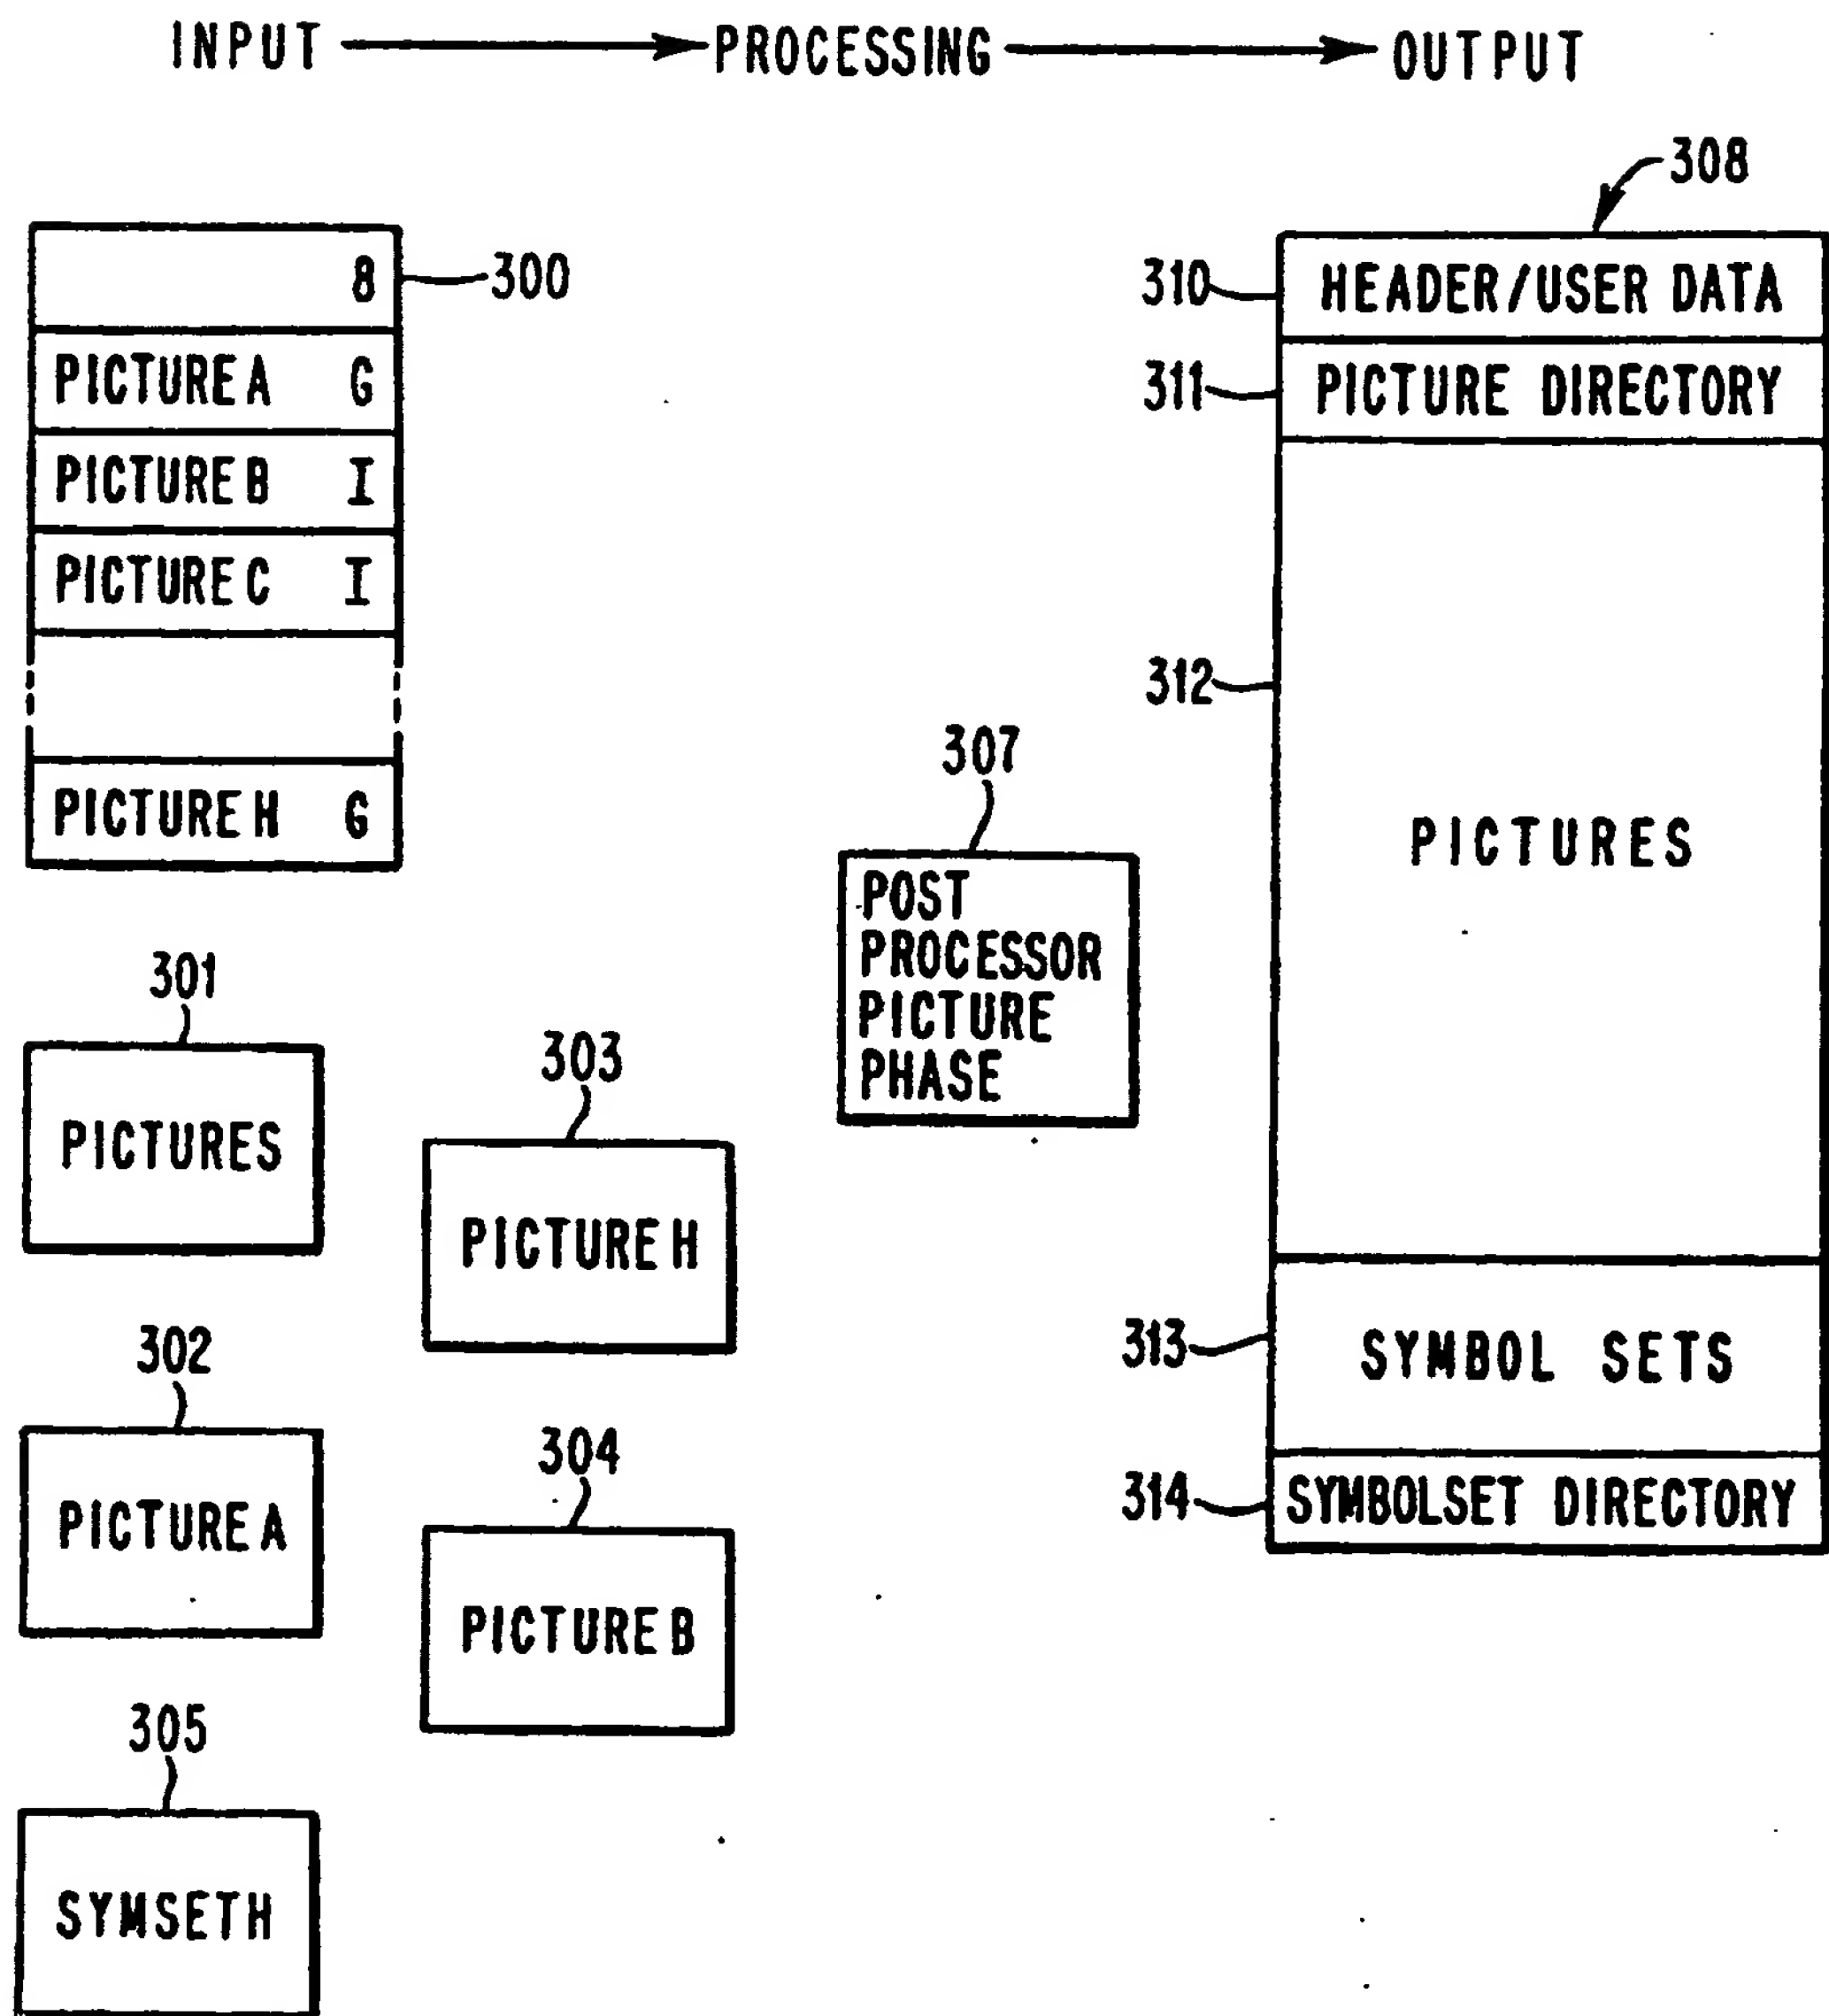 INPUT PROCESSING OUTPUT
308
8
300
PICTURE A G
PICTURE B I
PICTURE C I
PICTURE H G
301
PICTURES
303
PICTURE H
302
PICTURE A
304
PICTURE B
305
SYMSETH
307
POST
PROCESSOR
PICTURE
PHASE
310 HEADER/USER DATA
311 PICTURE DIRECTORY
312
PICTURES
313 SYMBOL SETS
314 SYMBOLSET DIRECTORY